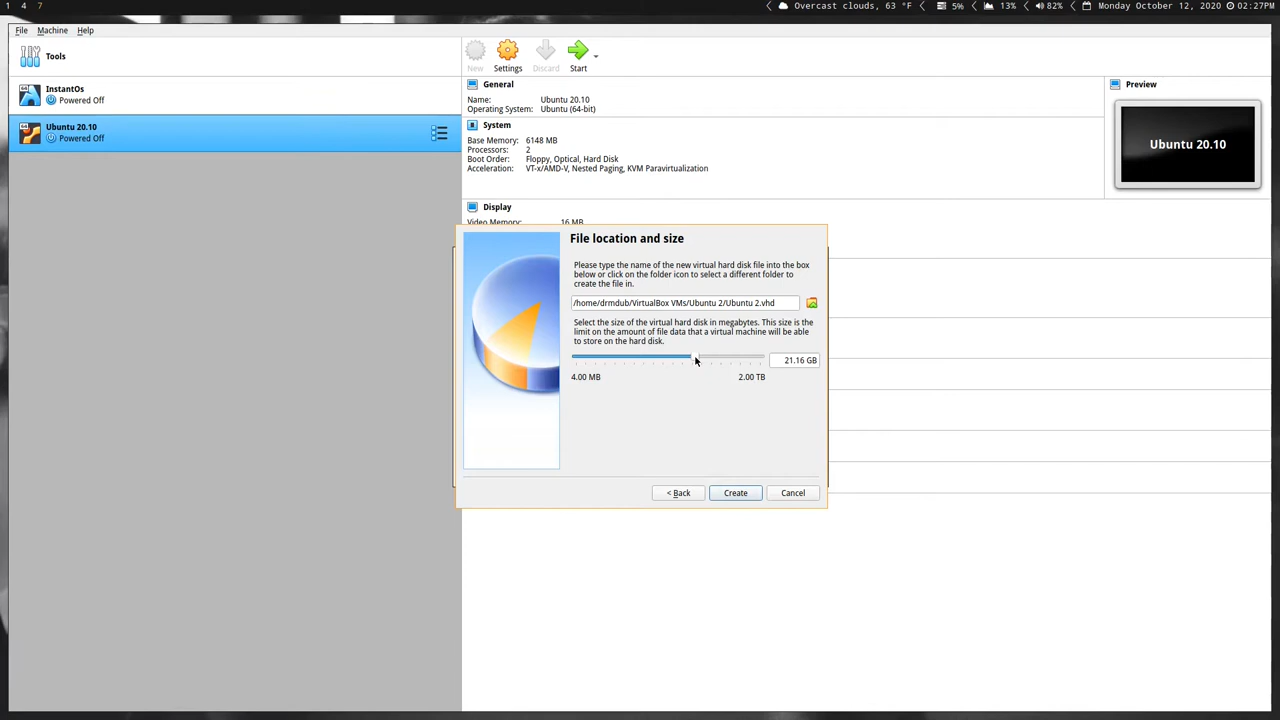 1 4 7
Overcast clouds, 63 °F
5%
13%
82%
Monday October 12, 2020
02:27PM
File Machine Help
Tools
New
Settings
Discard
Start
InstantOs
Powered Off
Ubuntu 20.10
Powered Off
General
Name: Ubuntu 20.10
Operating System: Ubuntu (64-bit)
System
Base Memory: 6148 MB
Processors: 2
Boot Order: Floppy, Optical, Hard Disk
Acceleration: VT-x/AMD-V, Nested Paging, KVM Paravirtualization
Preview
Ubuntu 20.10
Display
Video Memory: 16 MB
File location and size
Please type the name of the new virtual hard disk file into the box
below or click on the folder icon to select a different folder to
create the file in.
/home/drmdub/VirtualBox VMs/Ubuntu 2/Ubuntu 2.vhd
Select the size of the virtual hard disk in megabytes. This size is the
limit on the amount of file data that a virtual machine will be able
to store on the hard disk.
21.16 GB
4.00 MB
2.00 TB
< Back
Create
Cancel